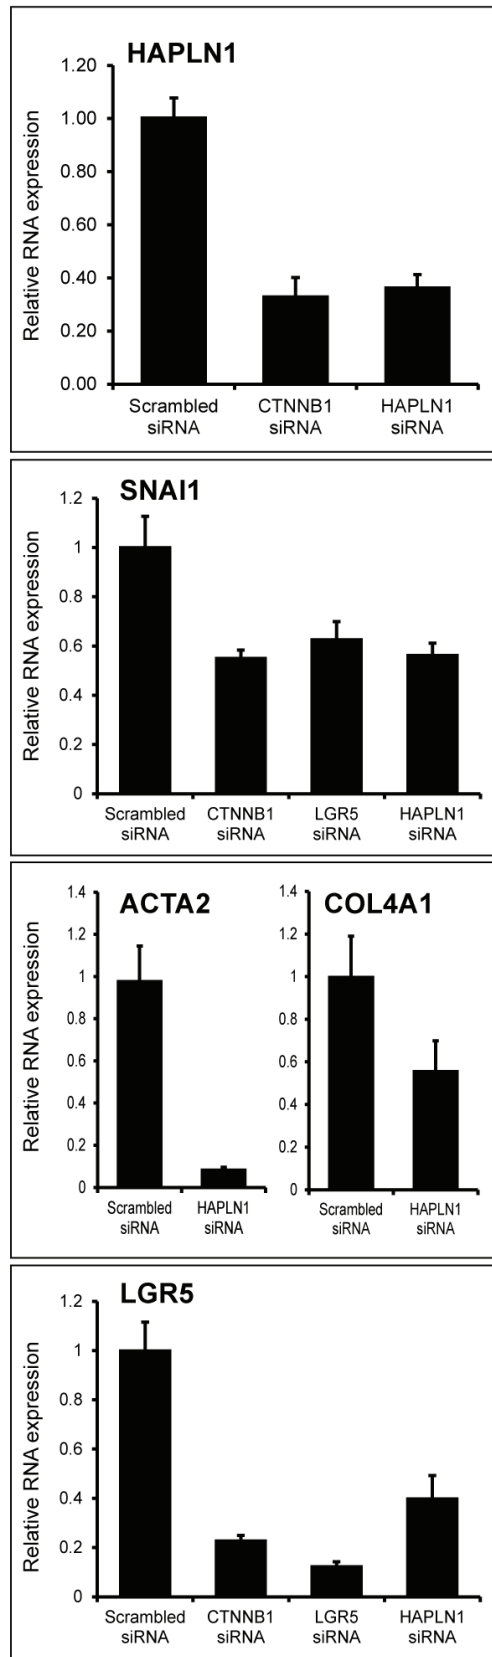 HAPLN1
Relative RNA expression
1.20
1.00
0.80
0.60
0.40
0.20
0.00
Scrambled siRNA
CTNNB1 siRNA
HAPLN1 siRNA
SNAI1
Relative RNA expression
1.2
1
0.8
0.6
0.4
0.2
0
Scrambled siRNA
CTNNB1 siRNA
LGR5 siRNA
HAPLN1 siRNA
ACTA2
Relative RNA expression
1.4
1.2
1
0.8
0.6
0.4
0.2
0
Scrambled siRNA
HAPLN1 siRNA
COL4A1
1.4
1.2
1
0.8
0.6
0.4
0.2
0
Scrambled siRNA
HAPLN1 siRNA
LGR5
Relative RNA expression
1.2
1
0.8
0.6
0.4
0.2
0
Scrambled siRNA
CTNNB1 siRNA
LGR5 siRNA
HAPLN1 siRNA